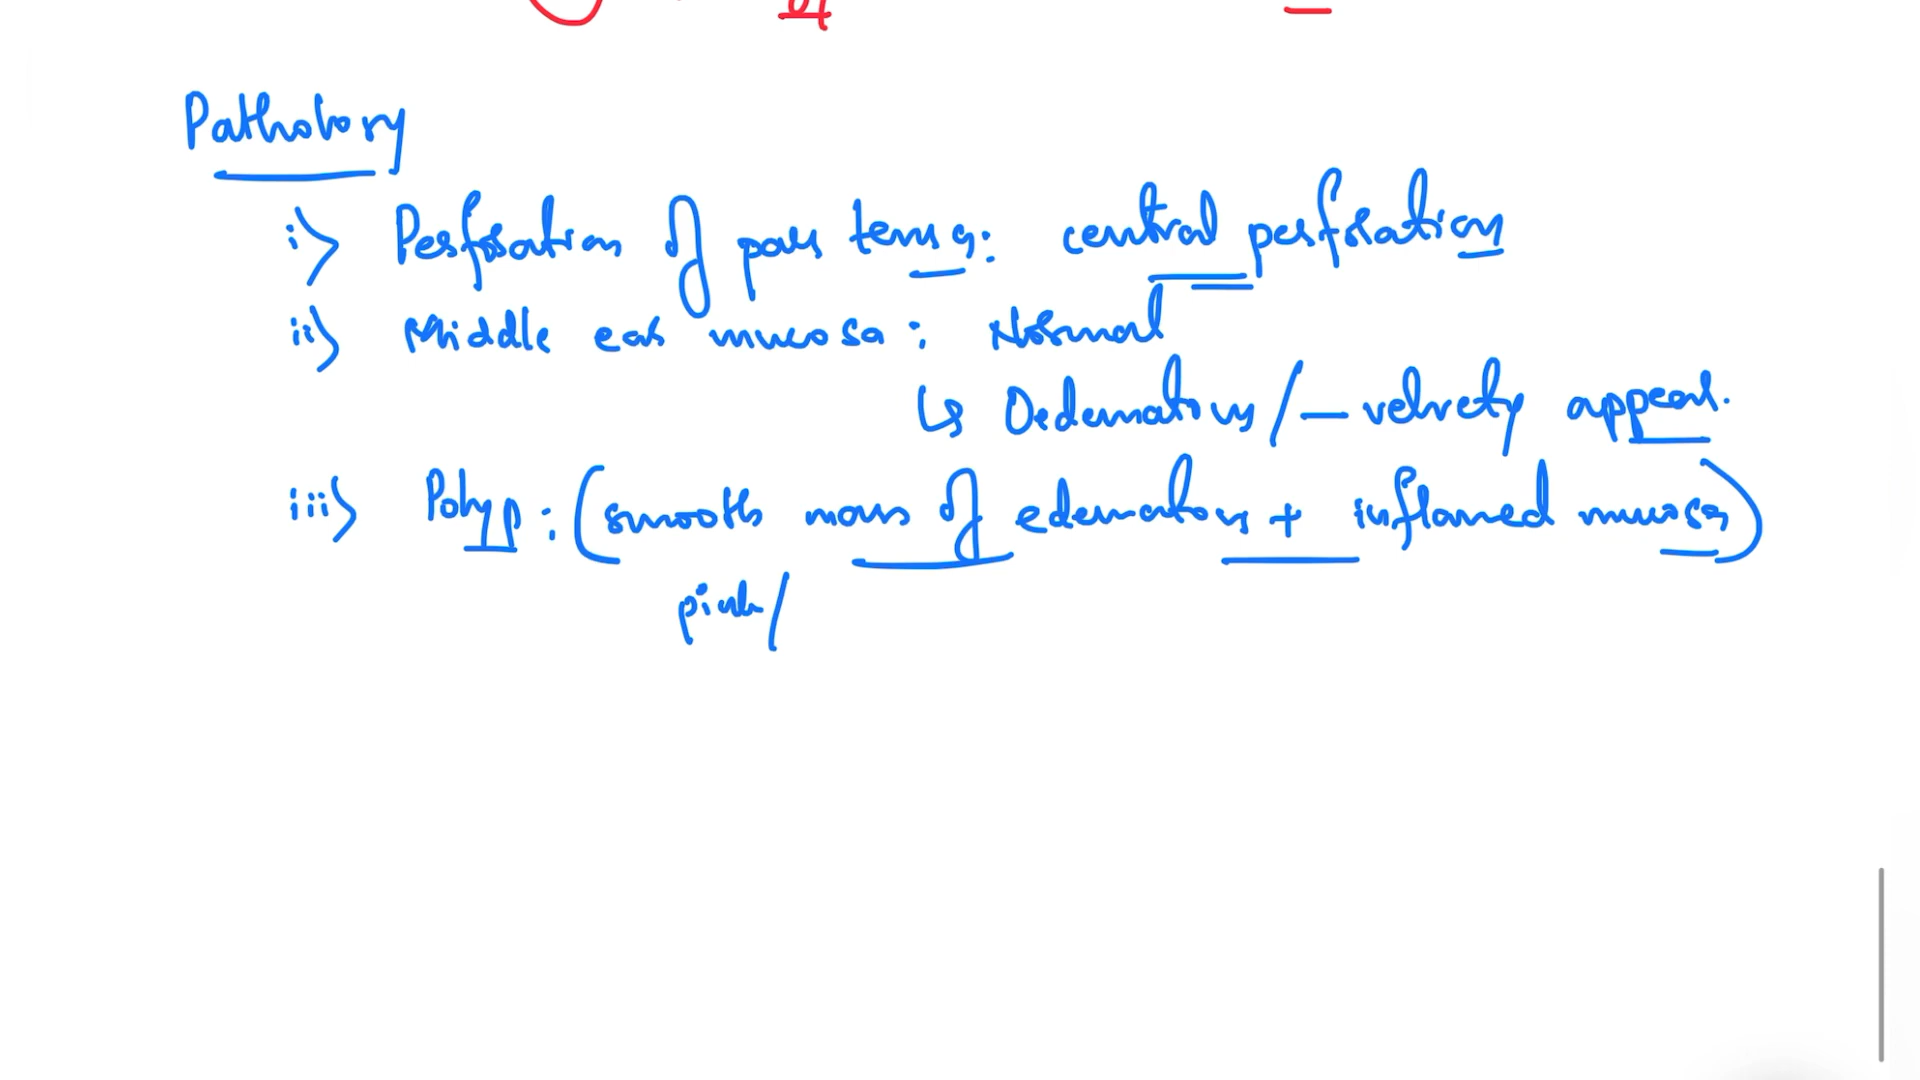 Pathology
i) Perforation of pars tensa: central perforation
ii) Middle ear mucosa: Normal
↳ Oedematous/ - velvety appear.
iii) Polyp: (smooth mass of edematous + inflamed mucosa)
pink/